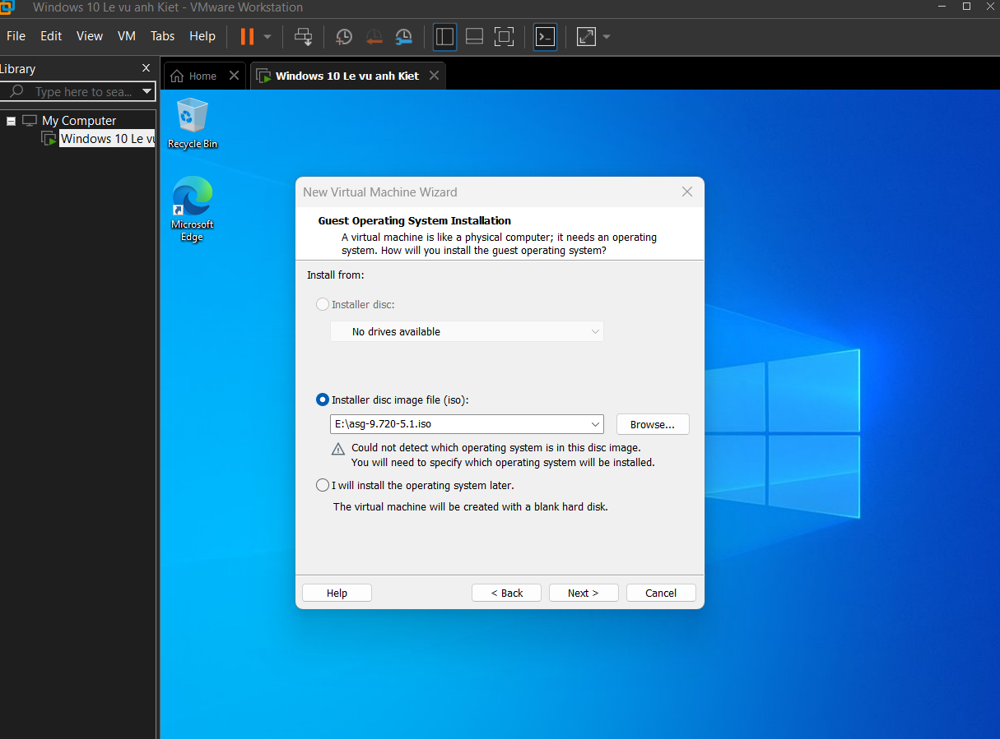 Windows 10 Le vu anh Kiet - VMware Workstation
File Edit View VM Tabs Help
Library
Type here to sea...
Home
Windows 10 Le vu anh Kiet
My Computer
Windows 10 Le vu
Recycle Bin
Microsoft
Edge
New Virtual Machine Wizard
Guest Operating System Installation
A virtual machine is like a physical computer; it needs an operating
system. How will you install the guest operating system?
Install from:
Installer disc:
No drives available
Installer disc image file (iso):
E:\asg-9.720-5.1.iso
Browse...
Could not detect which operating system is in this disc image.
You will need to specify which operating system will be installed.
I will install the operating system later.
The virtual machine will be created with a blank hard disk.
Help
< Back
Next >
Cancel